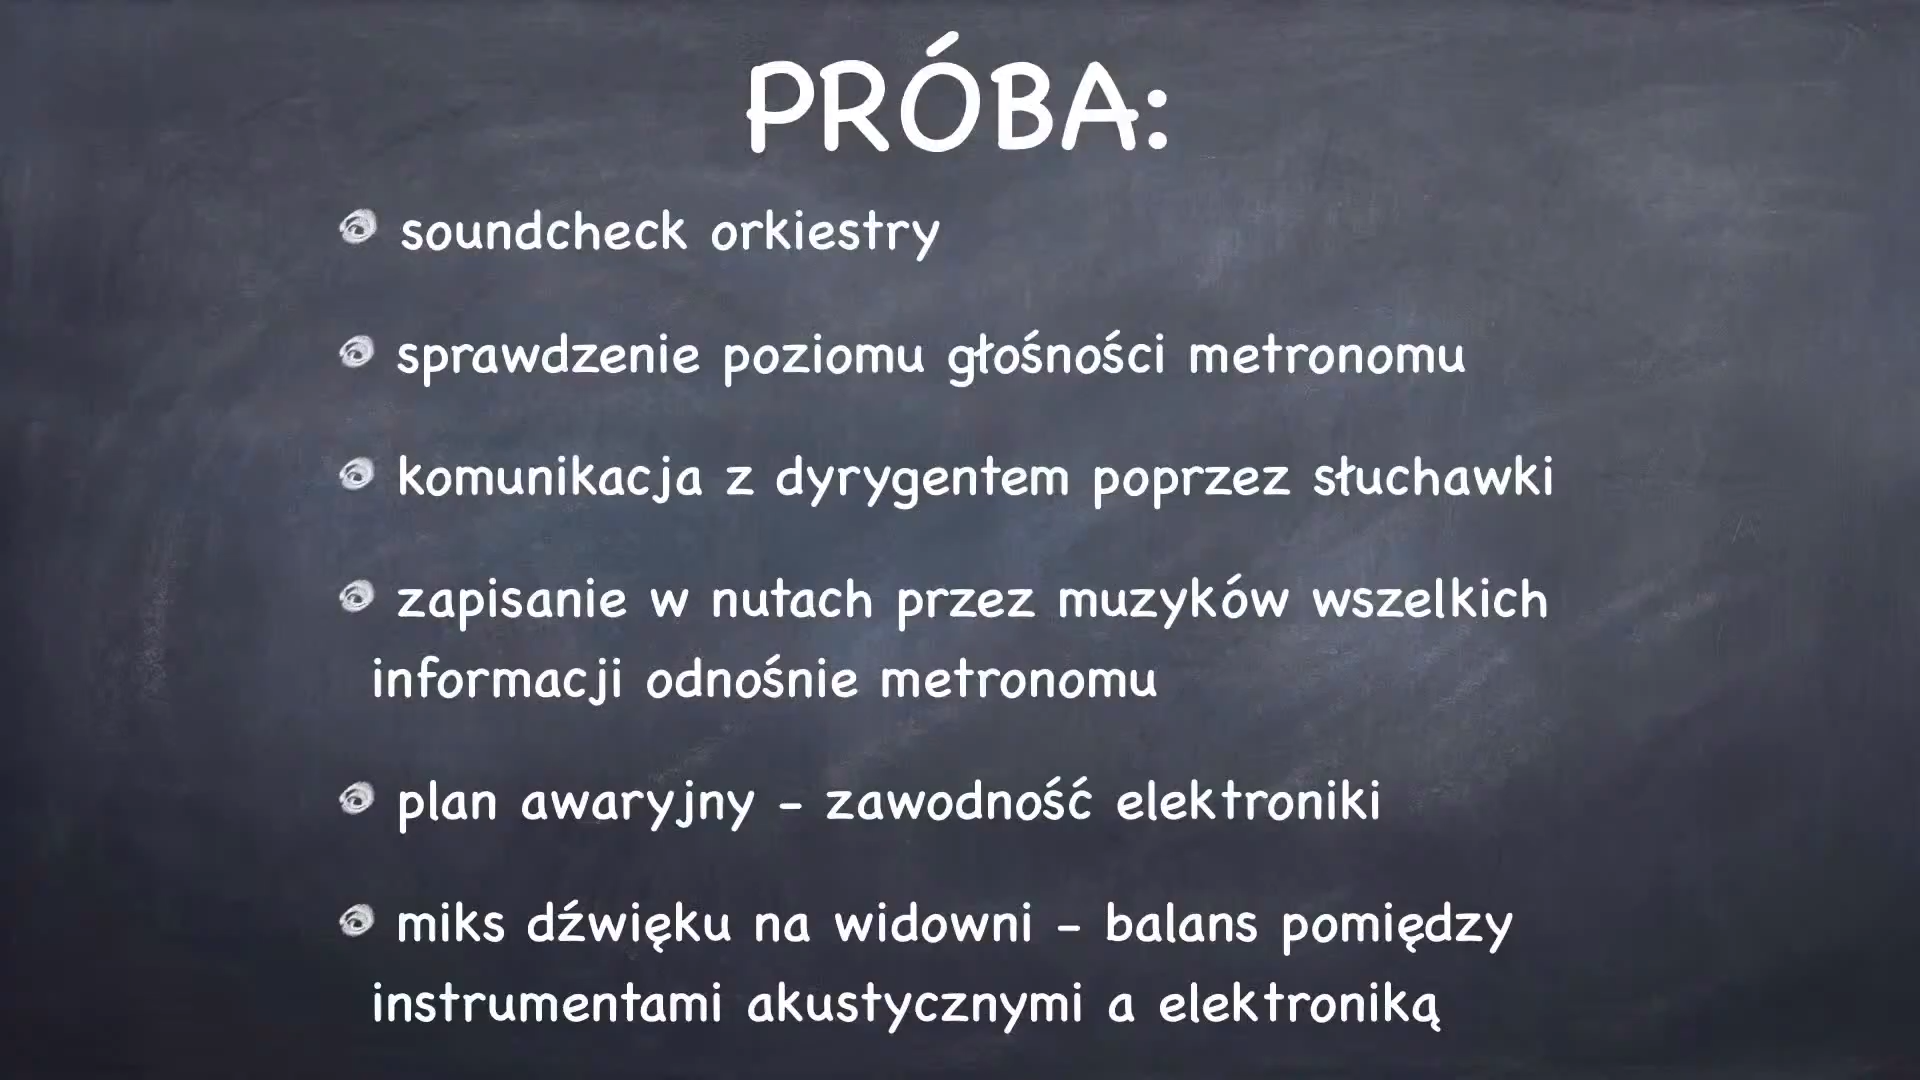 PRÓBA:
soundcheck orkiestry
sprawdzenie poziomu głośności metronomu
komunikacja z dyrygentem poprzez słuchawki
zapisanie w nutach przez muzyków wszelkich
informacji odnośnie metronomu
plan awaryjny - zawodność elektroniki
miks dźwięku na widowni - balans pomiędzy
instrumentami akustycznymi a elektroniką